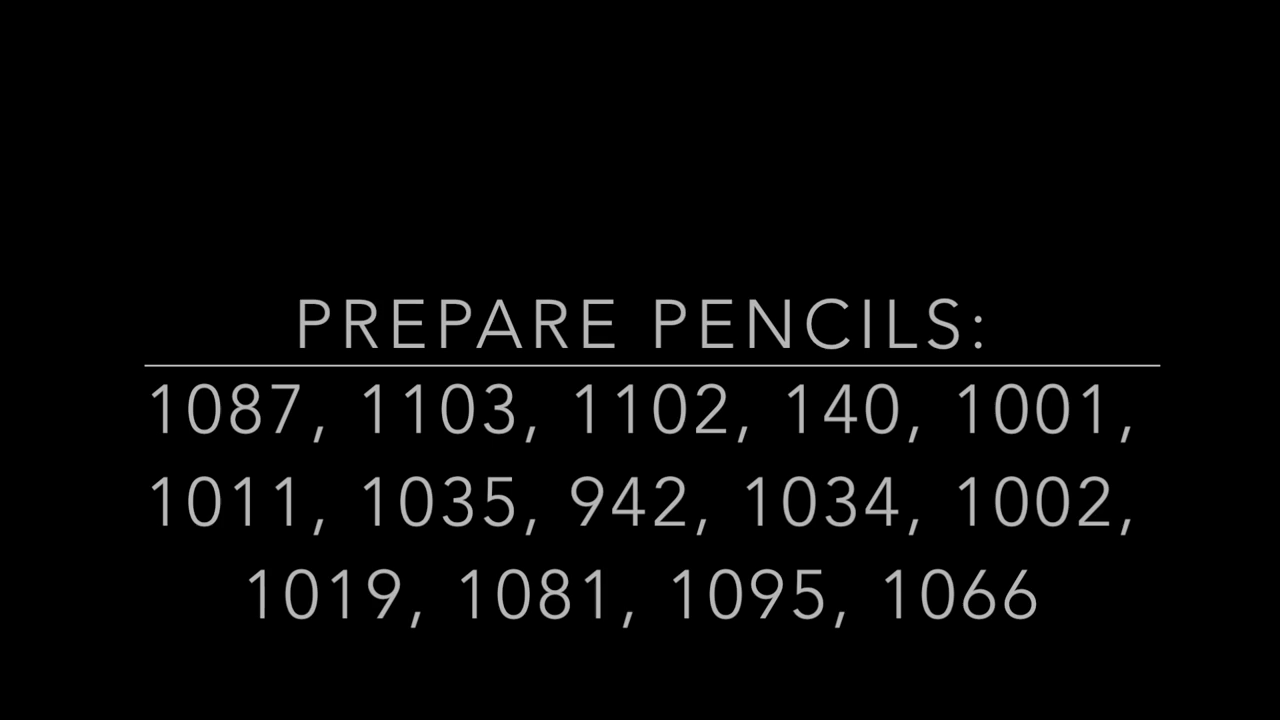 PREPARE PENCILS:
1087, 1103, 1102, 140, 1001,
1011, 1035, 942, 1034, 1002,
1019, 1081, 1095, 1066